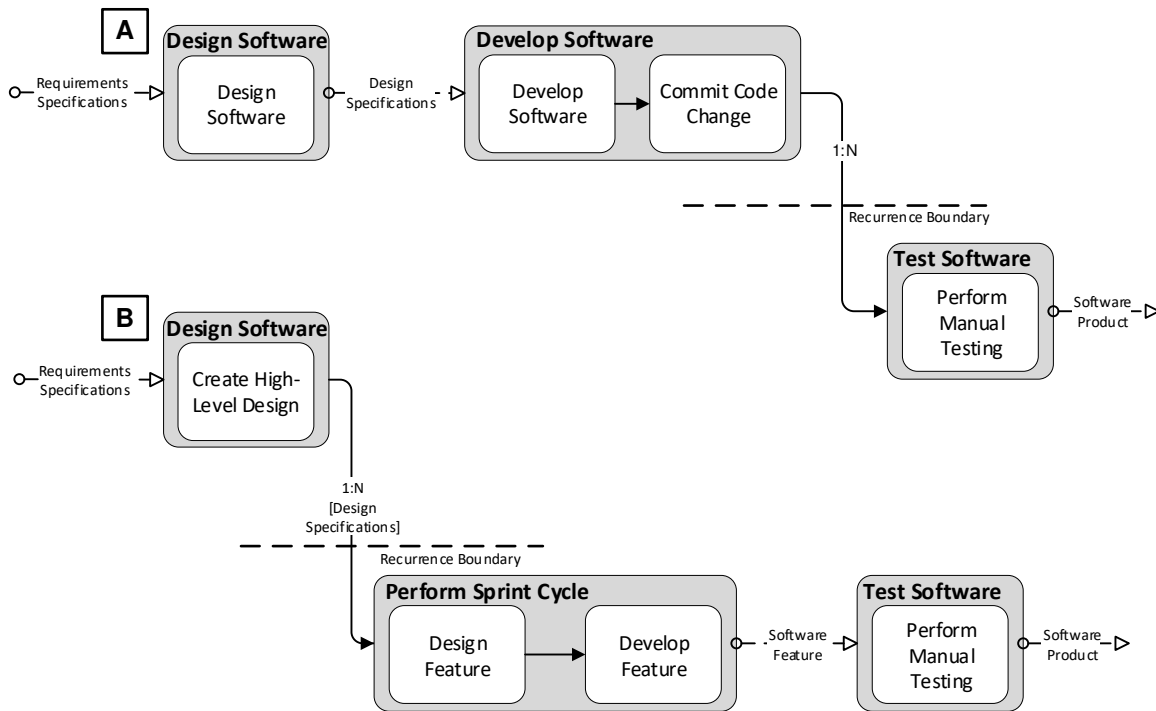 A
Design Software
Requirements
Specifications
Design
Software
Design
Specifications
Develop Software
Develop
Software
Commit Code
Change
1:N
Recurrence Boundary
Test Software
Perform
Manual
Testing
Software
Product
B
Design Software
Requirements
Specifications
Create High-
Level Design
1:N
[Design
Specifications]
Recurrence Boundary
Perform Sprint Cycle
Design
Feature
Develop
Feature
Software
Feature
Test Software
Perform
Manual
Testing
Software
Product